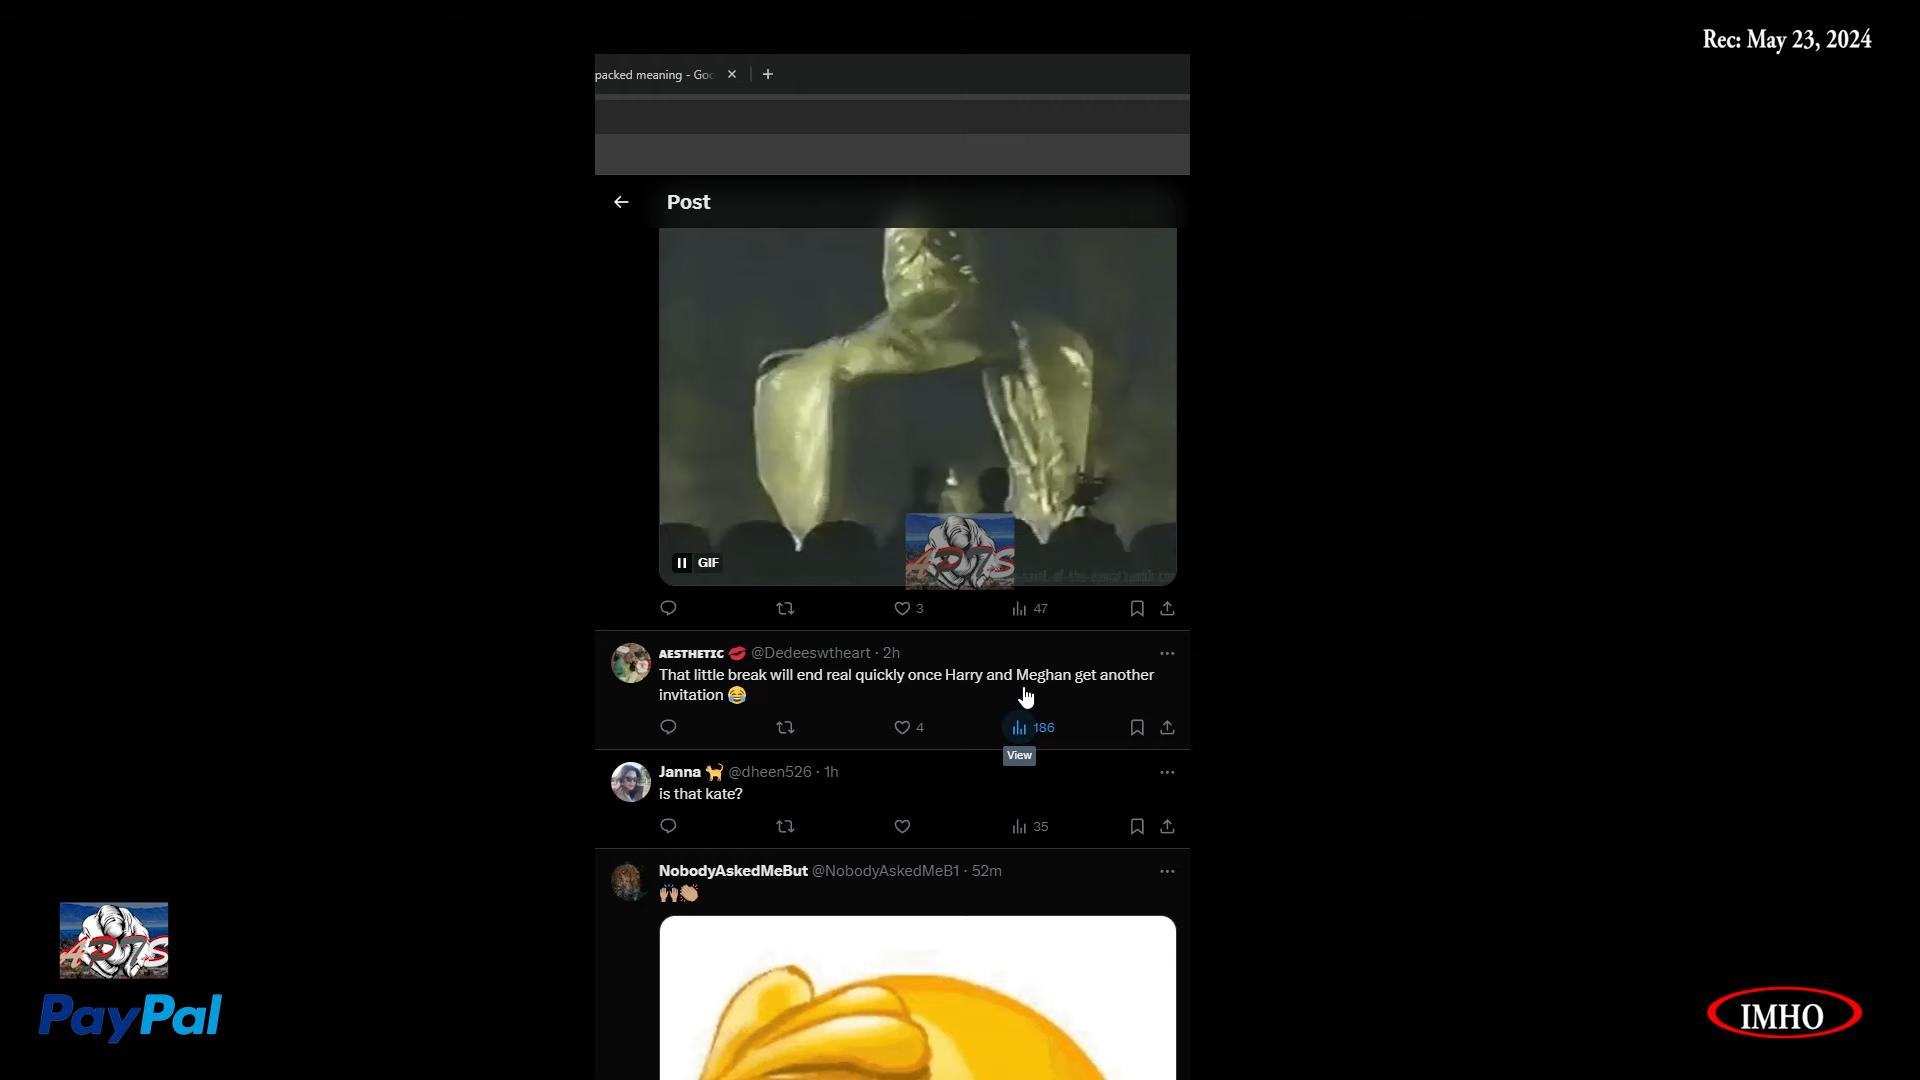 Rec: May 23, 2024
packed meaning - Goo
Post
GIF
ADTS
3
47
AESTHETIC 💋 @Dedeeswtheart · 2h
That little break will end real quickly once Harry and Meghan get another
invitation 😂
4
186
View
Janna 🐈 @dheen526 · 1h
is that kate?
35
NobodyAskedMeBut @NobodyAskedMeB1 · 52m
🙌🏼👏🏼
ADTS
PayPal
IMHO